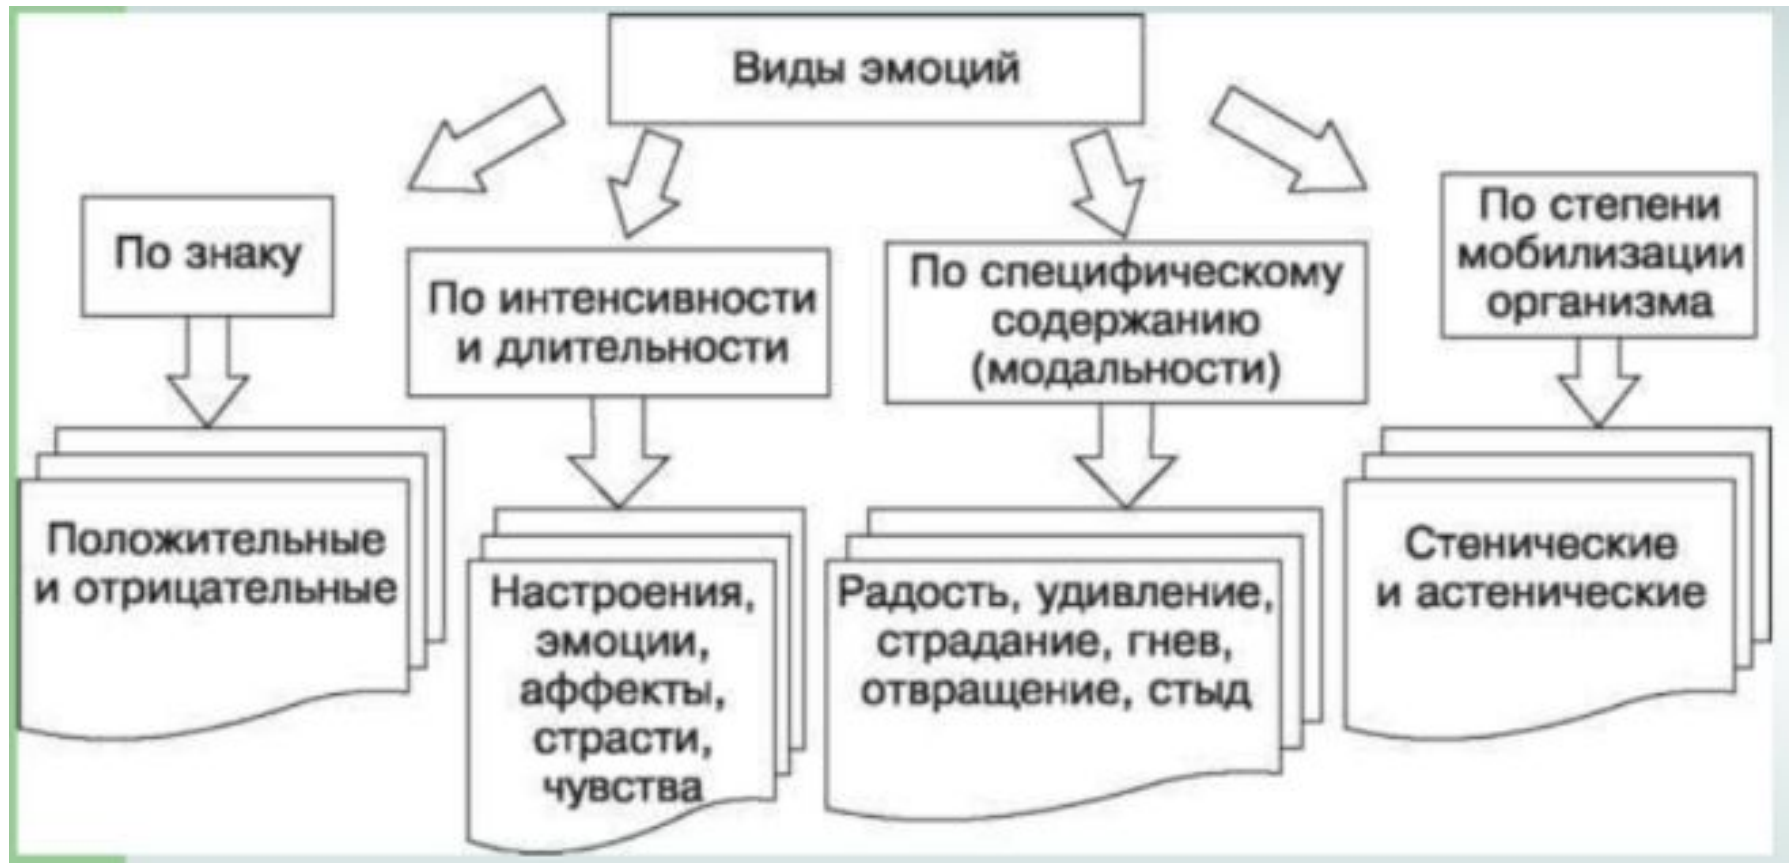 Виды эмоций
По знаку
По интенсивности
и длительности
По специфическому
содержанию
(модальности)
По степени
мобилизации
организма
Положительные
и отрицательные
Настроения,
эмоции,
аффекты,
страсти,
чувства
Радость, удивление,
страдание, гнев,
отвращение, стыд
Стенические
и астенические